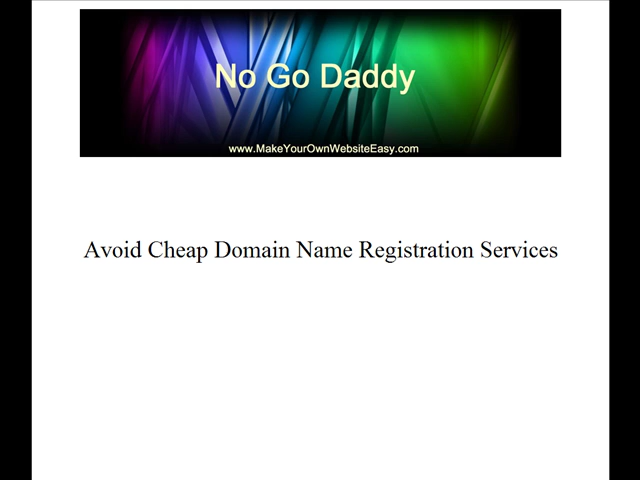 No Go Daddy
www.MakeYourOwnWebsiteEasy.com
Avoid Cheap Domain Name Registration Services